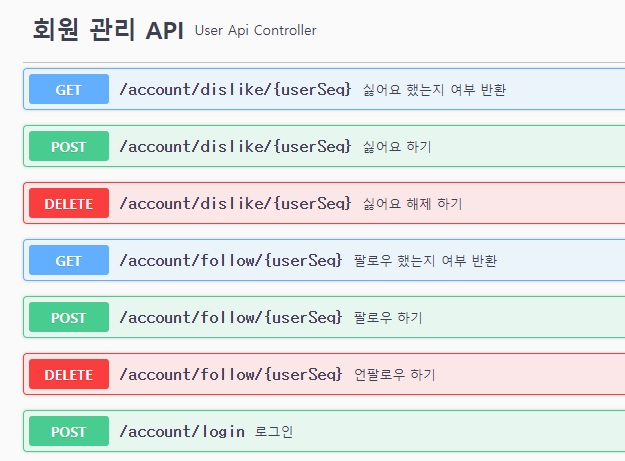 회원 관리 API User Api Controller
GET /account/dislike/{userSeq} 싫어요 했는지 여부 반환
POST /account/dislike/{userSeq} 싫어요 하기
DELETE /account/dislike/{userSeq} 싫어요 해제 하기
GET /account/follow/{userSeq} 팔로우 했는지 여부 반환
POST /account/follow/{userSeq} 팔로우 하기
DELETE /account/follow/{userSeq} 언팔로우 하기
POST /account/login 로그인